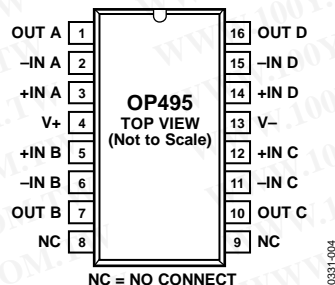 OUT A 1 16 OUT D
–IN A 2 15 –IN D
+IN A 3 14 +IN D
OP495
V+ 4 TOP VIEW 13 V–
(Not to Scale)
+IN B 5 12 +IN C
–IN B 6 11 –IN C
OUT B 7 10 OUT C
NC 8 9 NC
NC = NO CONNECT
0331-004